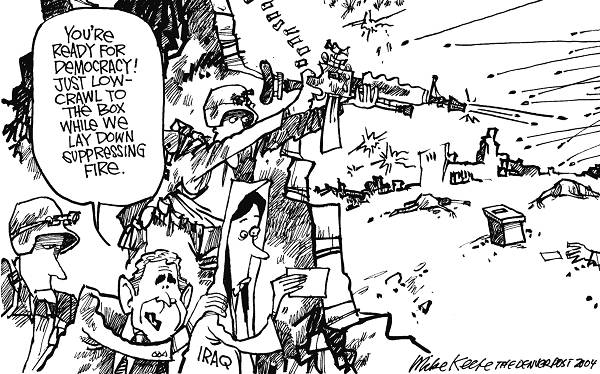 YOU'RE
READY FOR
DEMOCRACY!
JUST LOW-
CRAWL TO
THE BOX
WHILE WE
LAY DOWN
SUPPRESSING
FIRE.
IRAQ
Mike Keefe THE DENVER POST 2004